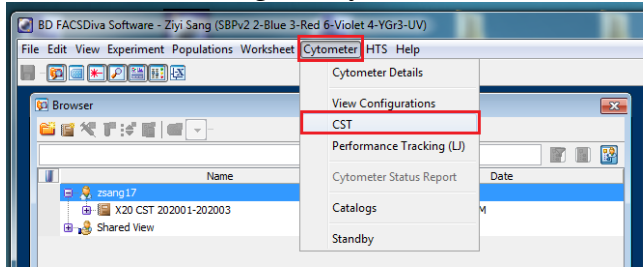 BD FACSDiva Software - Ziyi Sang (SBPv2 2-Blue 3-Red 6-Violet 4-YGr3-UV)
File Edit View Experiment Populations Worksheet Cytometer HTS Help
Cytometer Details
Browser
View Configurations
CST
Performance Tracking (LJ)
Name
Cytometer Status Report
Date
zsang17
X20 CST 202001-202003
Catalogs
M
Shared View
Standby